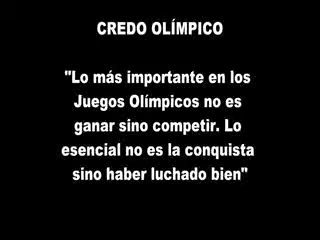 CREDO OLÍMPICO
"Lo más importante en los
Juegos Olímpicos no es
ganar sino competir. Lo
esencial no es la conquista
sino haber luchado bien"